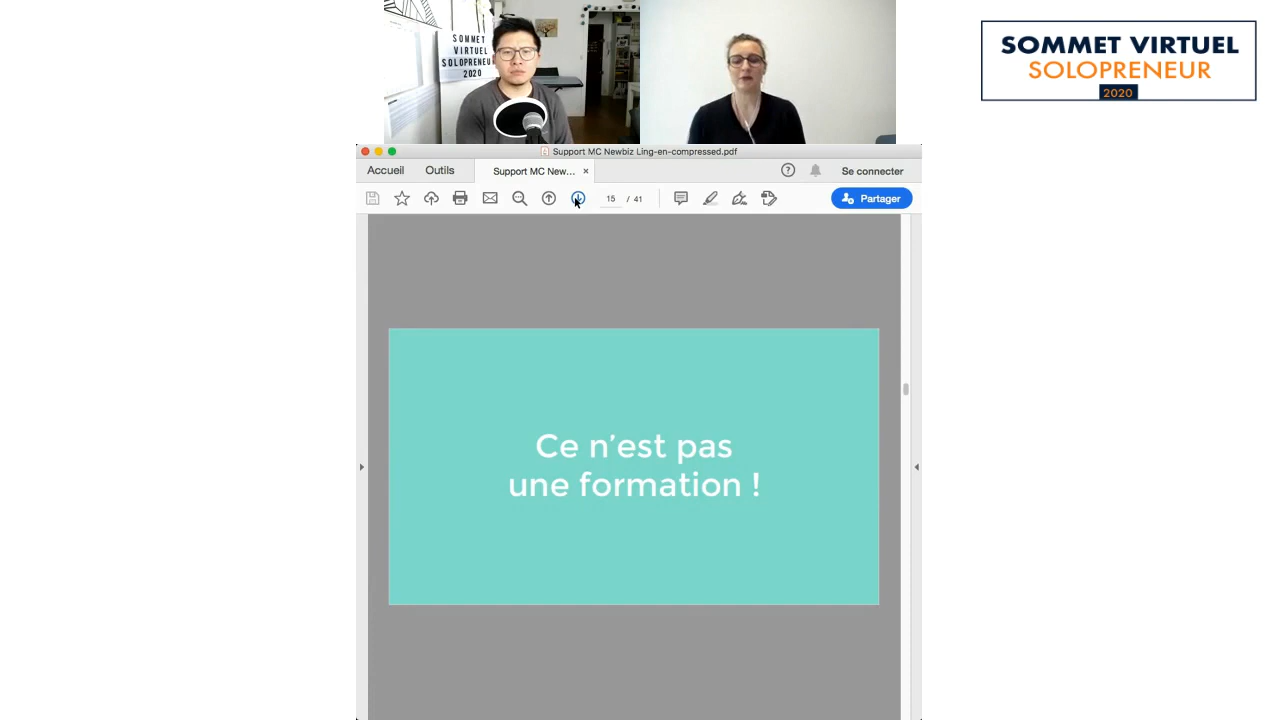 SOMMET
VIRTUEL
SOLOPRENEUR
2020
SOMMET VIRTUEL
SOLOPRENEUR
2020
Support MC Newbiz Ling-en-compressed.pdf
Accueil
Outils
Support MC New... ×
?
Se connecter
15 / 41
Partager
Ce n’est pas
une formation !